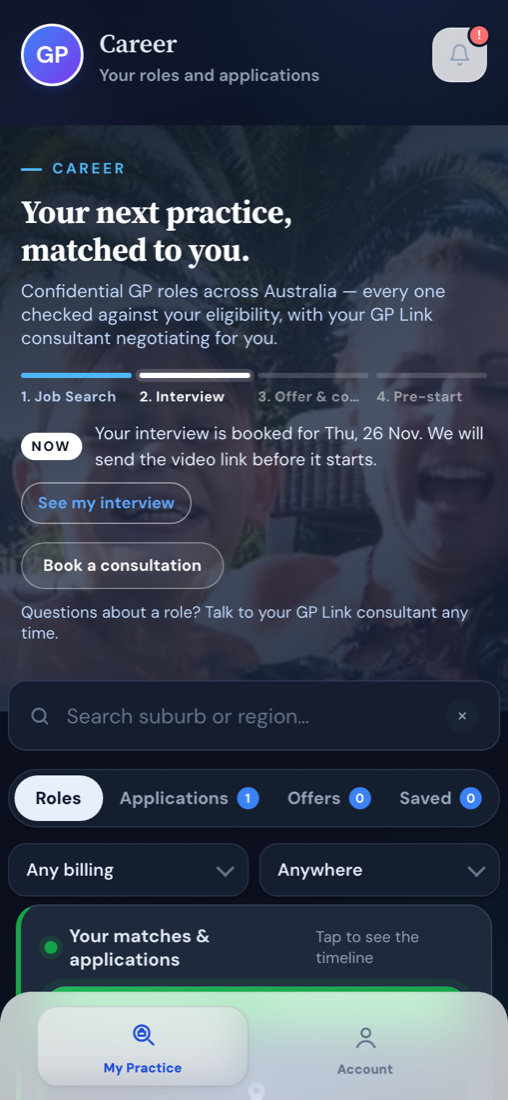 GP
Career
!
Your roles and applications
CAREER
Your next practice,
matched to you.
Confidential GP roles across Australia — every one
checked against your eligibility, with your GP Link
consultant negotiating for you.
1. Job Search
2. Interview
3. Offer & co...
4. Pre-start
NOW
Your interview is booked for Thu, 26 Nov. We will
send the video link before it starts.
See my interview
Book a consultation
Questions about a role? Talk to your GP Link consultant any
time.
Search suburb or region...
×
Roles
Applications 1
Offers 0
Saved 0
Any billing
Anywhere
Your matches &
applications
Tap to see the
timeline
My Practice
Account